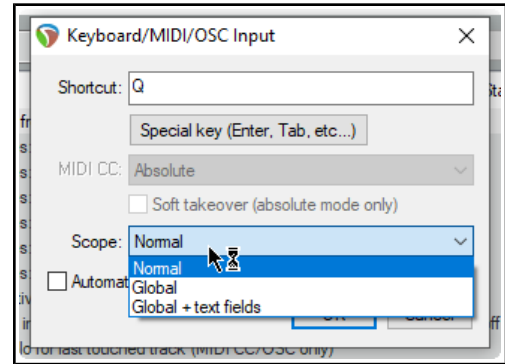 Keyboard/MIDI/OSC Input
Shortcut: Q
Special key (Enter, Tab, etc...)
MIDI CC: Absolute
Soft takeover (absolute mode only)
Scope: Normal
Normal
Automat
Global
Global + text fields
for last touched track (MIDI CC/OSC only)